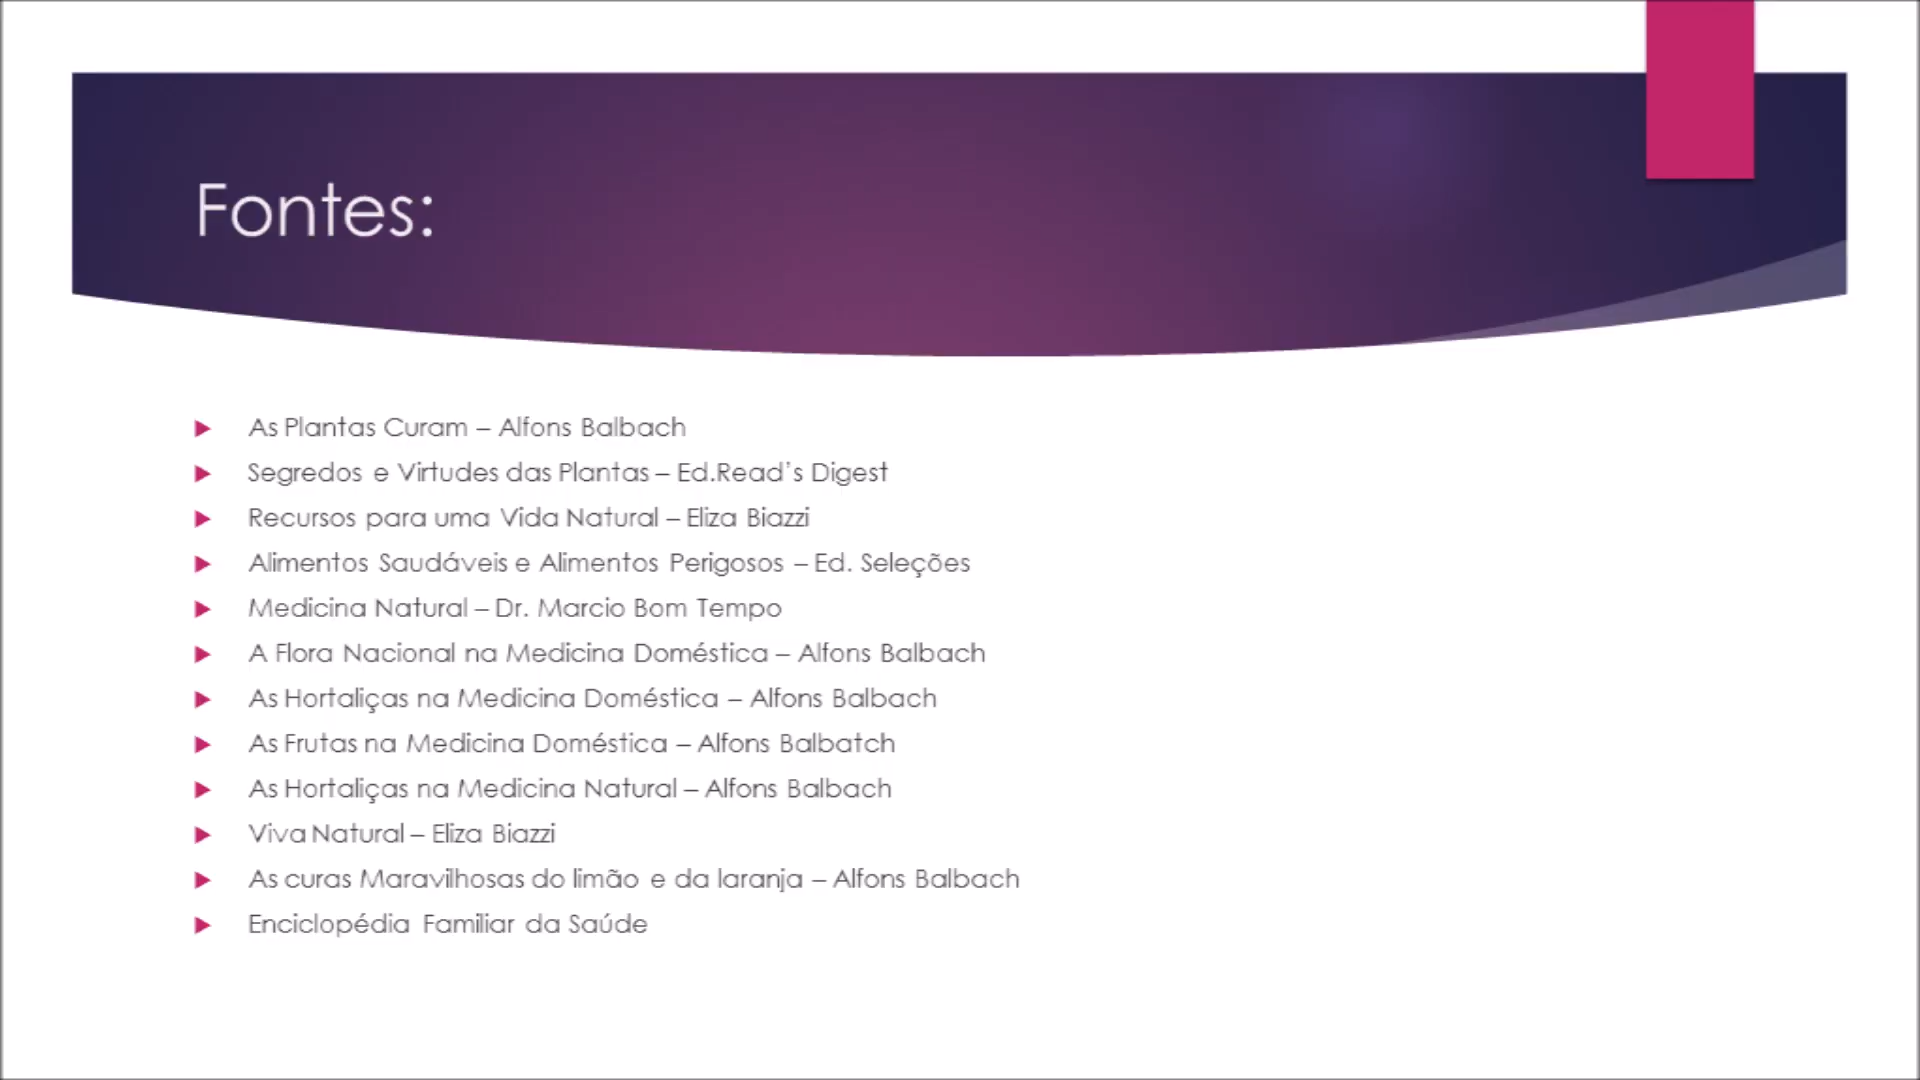 Fontes:
As Plantas Curam – Alfons Balbach
Segredos e Virtudes das Plantas – Ed.Read's Digest
Recursos para uma Vida Natural – Eliza Biazzi
Alimentos Saudáveis e Alimentos Perigosos – Ed. Seleções
Medicina Natural – Dr. Marcio Bom Tempo
A Flora Nacional na Medicina Doméstica – Alfons Balbach
As Hortaliças na Medicina Doméstica – Alfons Balbach
As Frutas na Medicina Doméstica – Alfons Balbatch
As Hortaliças na Medicina Natural – Alfons Balbach
Viva Natural – Eliza Biazzi
As curas Maravilhosas do limão e da laranja – Alfons Balbach
Enciclopédia Familiar da Saúde